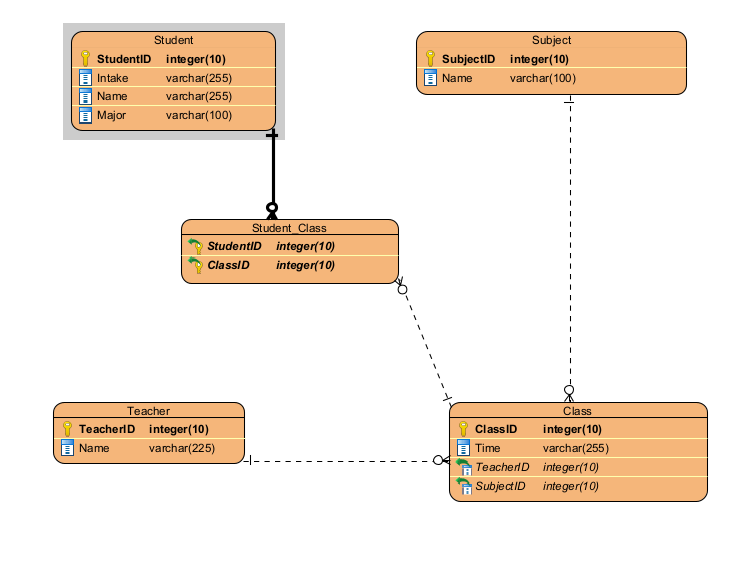 Student
StudentID integer(10)
Intake varchar(255)
Name varchar(255)
Major varchar(100)
Subject
SubjectID integer(10)
Name varchar(100)
Student_Class
StudentID integer(10)
ClassID integer(10)
Teacher
TeacherID integer(10)
Name varchar(225)
Class
ClassID integer(10)
Time varchar(255)
TeacherID integer(10)
SubjectID integer(10)